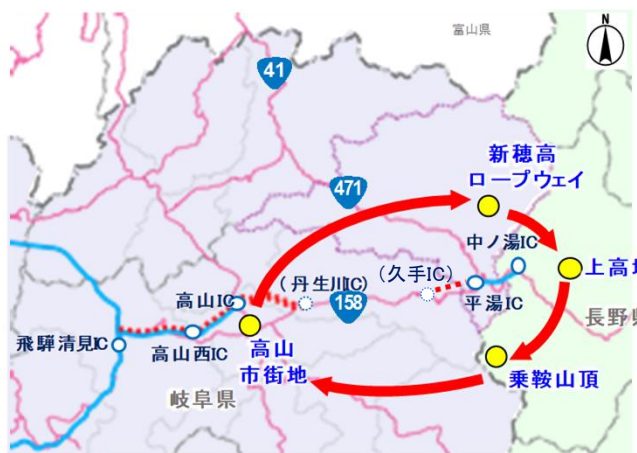 富山県
N
41
新穂高
ロープウェイ
471
中ノ湯IC
(久手IC)
(丹生川IC)
上高地
高山IC
158
平湯IC
長野県
飛騨清見IC
高山西IC
高山
市街地
乗鞍山頂
岐阜県